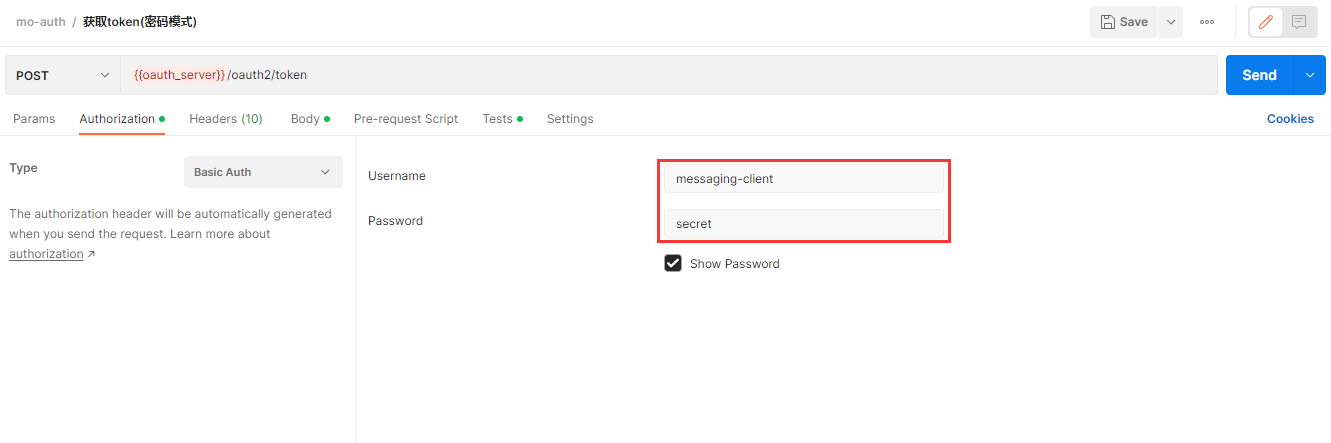 mo-auth / 获取token(密码模式)
Save
POST
{{oauth_server}}/oauth2/token
Send
Params
Authorization
Headers (10)
Body
Pre-request Script
Tests
Settings
Cookies
Type
Basic Auth
The authorization header will be automatically generated
when you send the request. Learn more about
authorization ↗
Username
messaging-client
Password
secret
Show Password